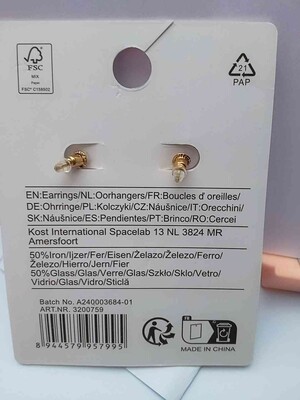 FSC
MIX
Paper
FSC® C159502
21
PAP
EN:Earrings/NL:Oorhangers/FR:Boucles d' oreilles/
DE:Ohrringe/PL:Kolczyki/CZ:Náušnice/IT:Orecchini/
SK:Náušnice/ES:Pendientes/PT:Brinco/RO:Cercei
Kost International Spacelab 13 NL 3824 MR
Amersfoort
50%Iron/Ijzer/Fer/Eisen/Żelazo/Železo/Ferro/
Železo/Hierro/Jern/Fier
50%Glass/Glas/Verre/Glas/Szkło/Sklo/Vetro/
Vidrio/Glas/Vidro/Sticlă
Batch No. A240003684-01
ART.NR. 3200759
8 944579 957995
FR
MADE IN CHINA